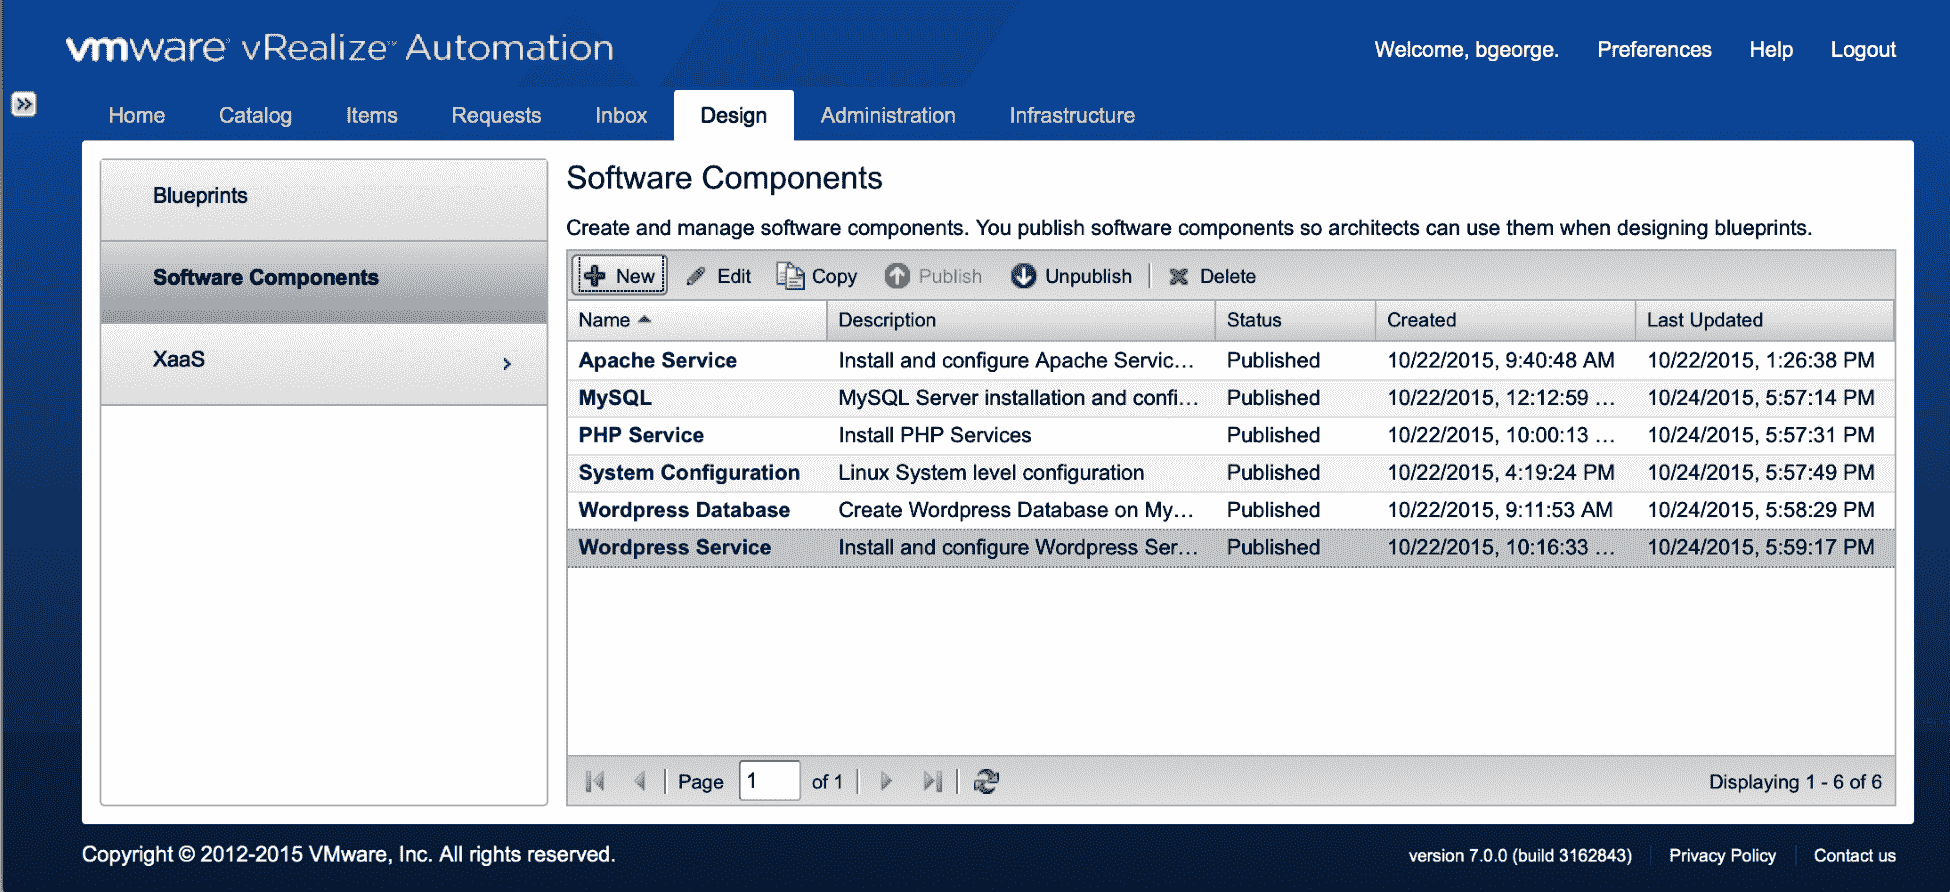 vmware® vRealize™ Automation
Welcome, bgeorge. Preferences Help Logout
Home Catalog Items Requests Inbox Design Administration Infrastructure
Blueprints
Software Components
XaaS
Software Components
Create and manage software components. You publish software components so architects can use them when designing blueprints.
New Edit Copy Publish Unpublish Delete
Name Description Status Created Last Updated
Apache Service Install and configure Apache Servic... Published 10/22/2015, 9:40:48 AM 10/22/2015, 1:26:38 PM
MySQL MySQL Server installation and confi... Published 10/22/2015, 12:12:59 ... 10/24/2015, 5:57:14 PM
PHP Service Install PHP Services Published 10/22/2015, 10:00:13 ... 10/24/2015, 5:57:31 PM
System Configuration Linux System level configuration Published 10/22/2015, 4:19:24 PM 10/24/2015, 5:57:49 PM
Wordpress Database Create Wordpress Database on My... Published 10/22/2015, 9:11:53 AM 10/24/2015, 5:58:29 PM
Wordpress Service Install and configure Wordpress Ser... Published 10/22/2015, 10:16:33 ... 10/24/2015, 5:59:17 PM
Page 1 of 1 Displaying 1 - 6 of 6
Copyright © 2012-2015 VMware, Inc. All rights reserved.
version 7.0.0 (build 3162843) Privacy Policy Contact us